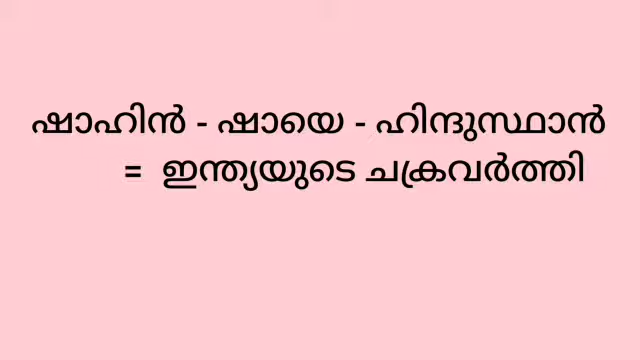 ഷാഹിൻ - ഷായെ - ഹിന്ദുസ്ഥാൻ
= ഇന്ത്യയുടെ ചക്രവർത്തി